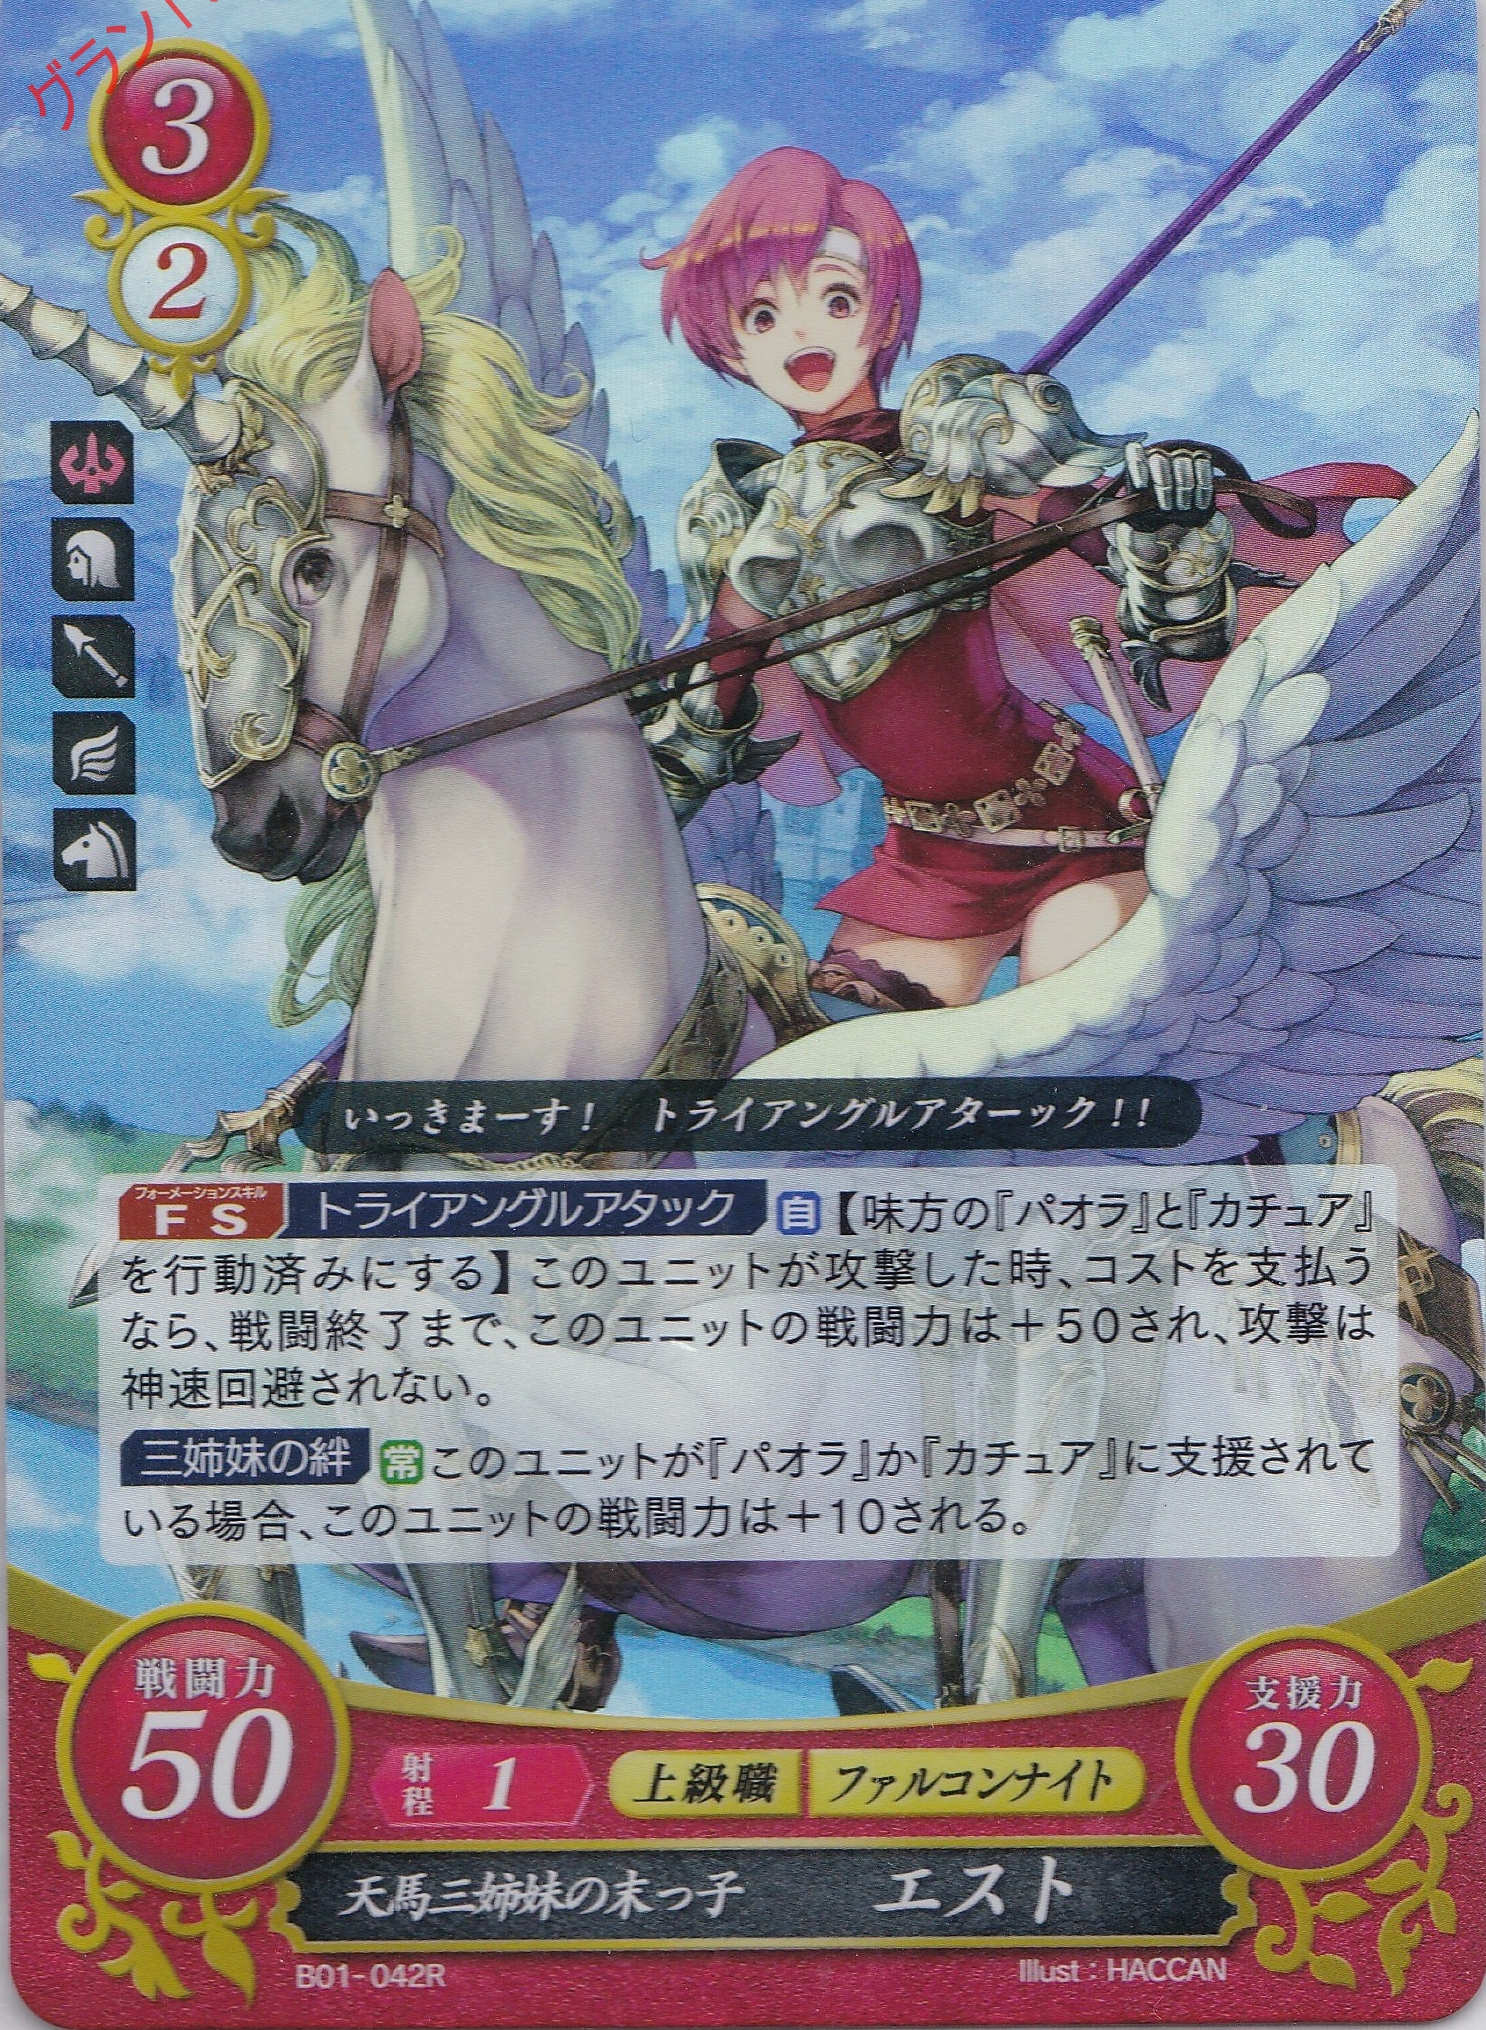 グラン
3
2
いっきまーす！　トライアングルアターック！！
フォーメーションスキル
FS トライアングルアタック 自【味方の『パオラ』と『カチュア』
を行動済みにする】このユニットが攻撃した時、コストを支払う
なら、戦闘終了まで、このユニットの戦闘力は＋50され、攻撃は
神速回避されない。
三姉妹の絆 常このユニットが『パオラ』か『カチュア』に支援されて
いる場合、このユニットの戦闘力は＋10される。
戦闘力
50
射程 1
上級職 ファルコンナイト
支援力
30
天馬三姉妹の末っ子 エスト
B01-042R
Illust : HACCAN